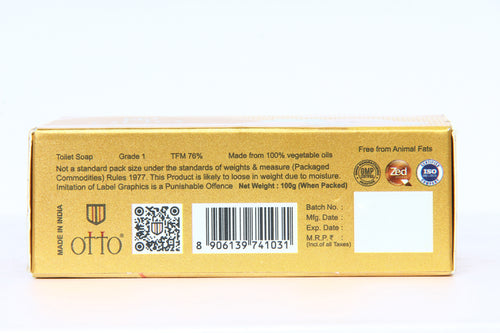 Toilet Soap Grade 1 TFM 76% Made from 100% vegetable oils
Not a standard pack size under the standards of weights & measure (Packaged
Commodities) Rules 1977. This Product is likely to loose in weight due to moisture.
Imitation of Label Graphics is a Punishable Offence Net Weight : 100g (When Packed)
Free from Animal Fats
GMP
Zed
ISO
MADE IN INDIA
otto
8 906139 741031
Batch No. :
Mfg. Date :
Exp. Date :
M.R.P. ₹ :
(Incl.of all Taxes)